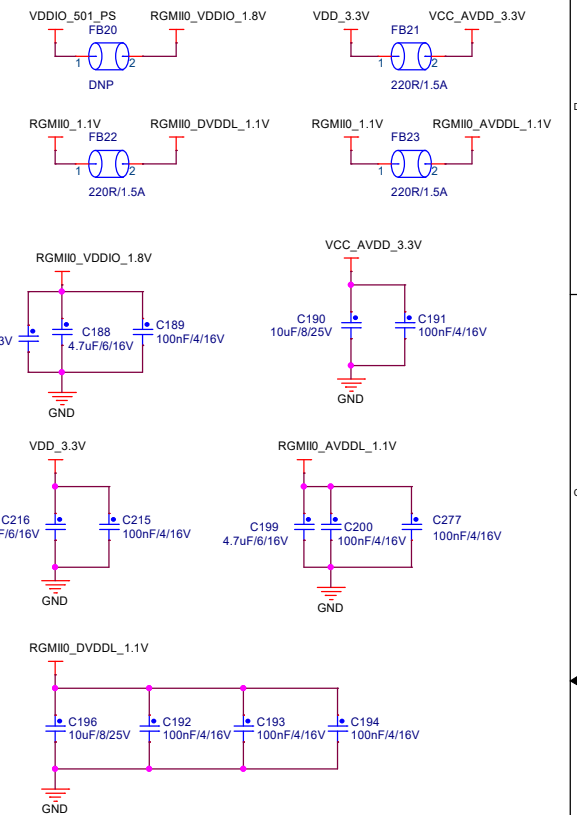 VDDIO_501_PS RGMII0_VDDIO_1.8V VDD_3.3V VCC_AVDD_3.3V
FB20 FB21
1 2 1 2
DNP 220R/1.5A
RGMII0_1.1V RGMII0_DVDDL_1.1V RGMII0_1.1V RGMII0_AVDDL_1.1V
FB22 FB23
1 2 1 2
220R/1.5A 220R/1.5A
RGMII0_VDDIO_1.8V VCC_AVDD_3.3V
C188 C189 C190 C191
3V 4.7uF/6/16V 100nF/4/16V 10uF/8/25V 100nF/4/16V
GND GND
VDD_3.3V RGMII0_AVDDL_1.1V
C216 C215 C199 C200 C277
F/6/16V 100nF/4/16V 4.7uF/6/16V 100nF/4/16V 100nF/4/16V
GND GND
RGMII0_DVDDL_1.1V
C196 C192 C193 C194
10uF/8/25V 100nF/4/16V 100nF/4/16V 100nF/4/16V
GND